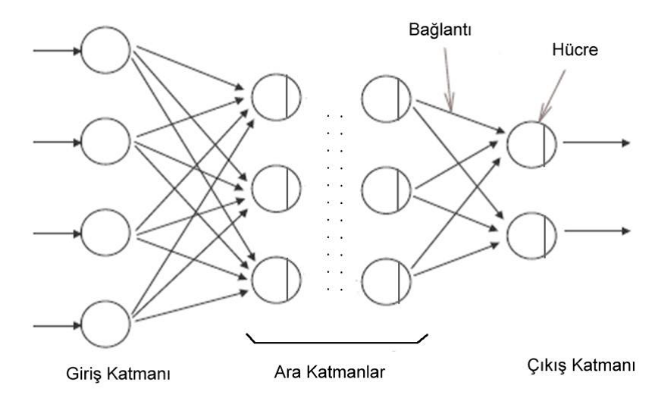 Bağlantı
Hücre
Giriş Katmanı
Ara Katmanlar
Çıkış Katmanı